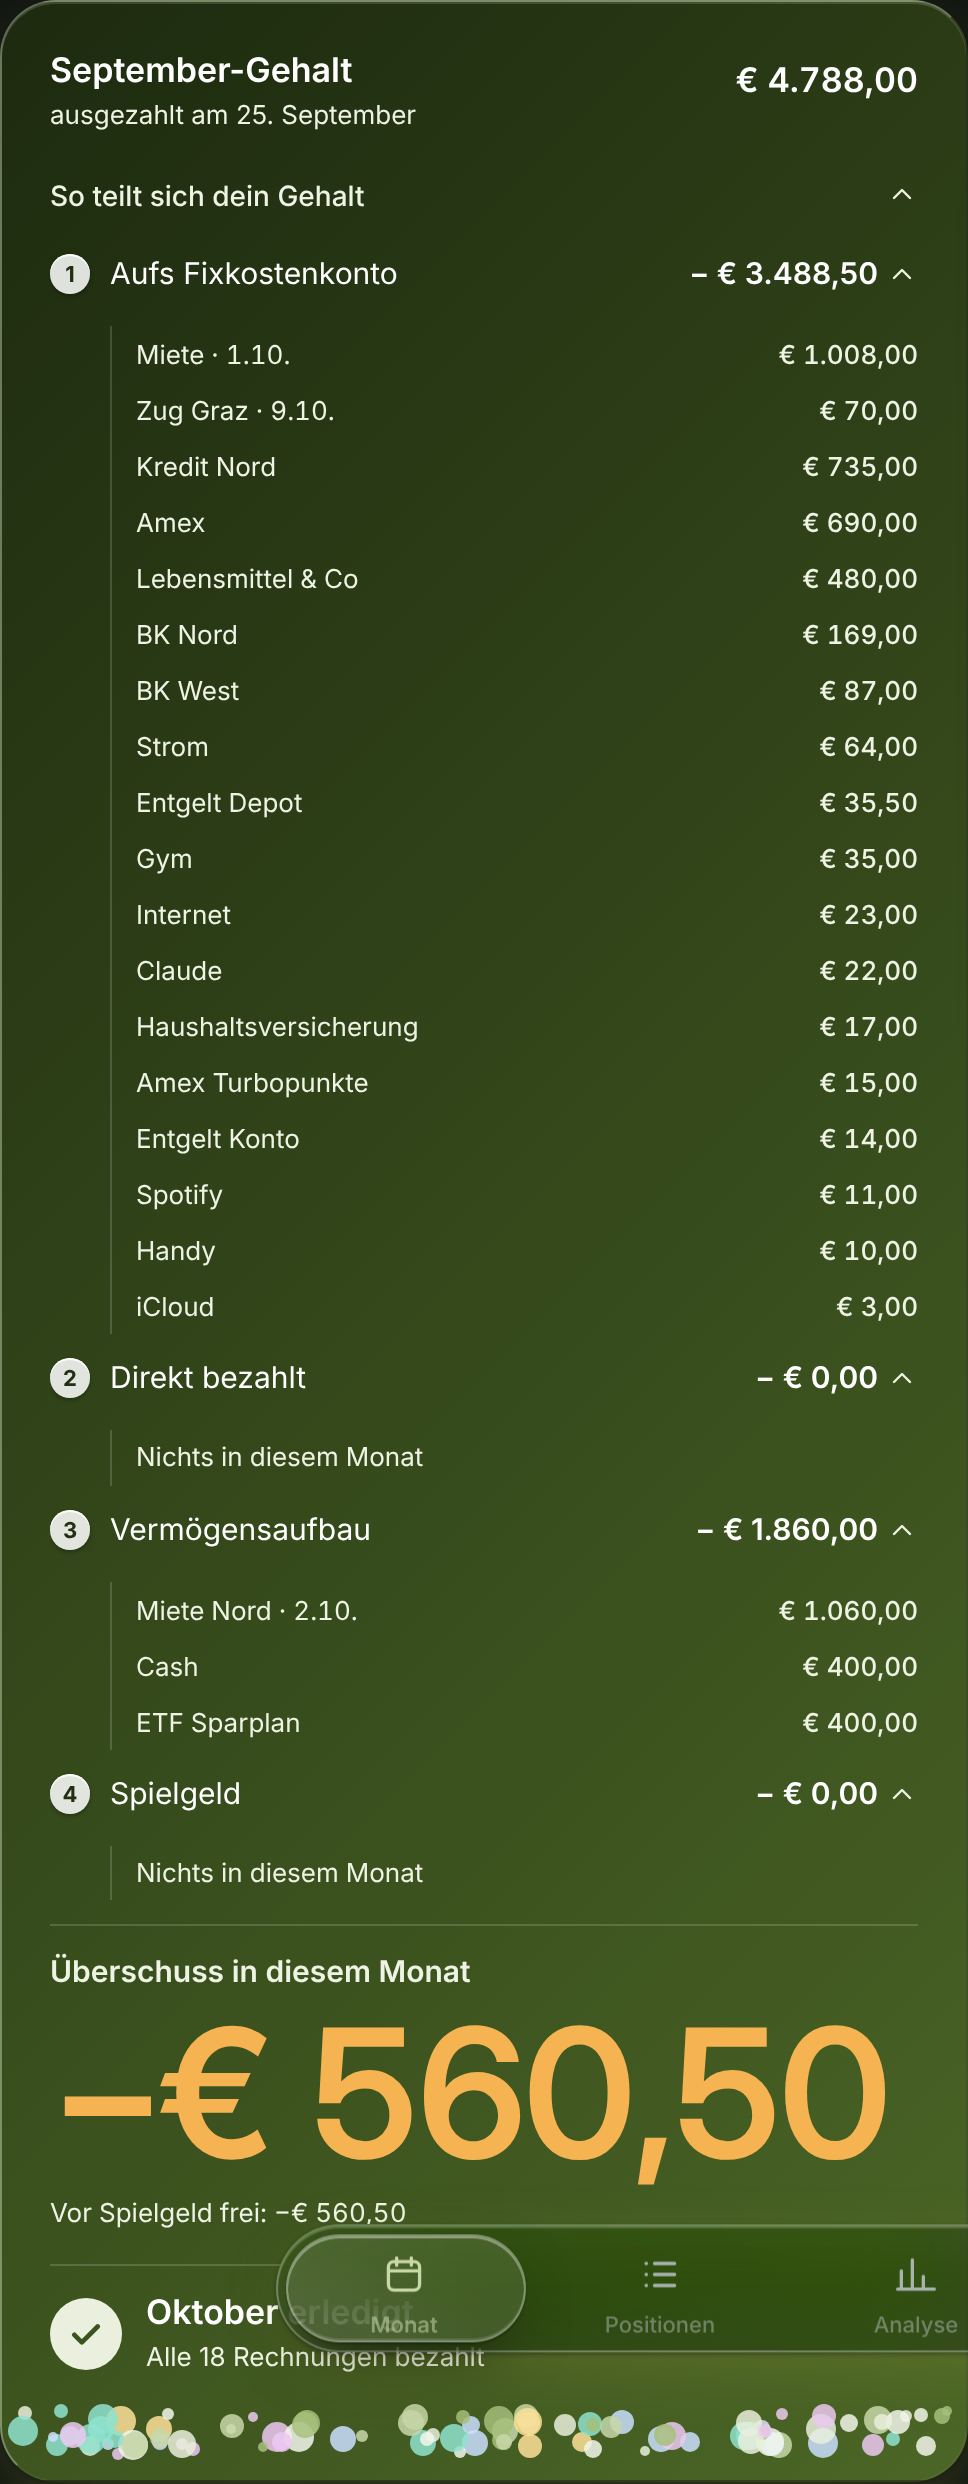 September-Gehalt
€ 4.788,00
ausgezahlt am 25. September
So teilt sich dein Gehalt
1 Aufs Fixkostenkonto – € 3.488,50
Miete · 1.10. € 1.008,00
Zug Graz · 9.10. € 70,00
Kredit Nord € 735,00
Amex € 690,00
Lebensmittel & Co € 480,00
BK Nord € 169,00
BK West € 87,00
Strom € 64,00
Entgelt Depot € 35,50
Gym € 35,00
Internet € 23,00
Claude € 22,00
Haushaltsversicherung € 17,00
Amex Turbopunkte € 15,00
Entgelt Konto € 14,00
Spotify € 11,00
Handy € 10,00
iCloud € 3,00
2 Direkt bezahlt – € 0,00
Nichts in diesem Monat
3 Vermögensaufbau – € 1.860,00
Miete Nord · 2.10. € 1.060,00
Cash € 400,00
ETF Sparplan € 400,00
4 Spielgeld – € 0,00
Nichts in diesem Monat
Überschuss in diesem Monat
–€ 560,50
Vor Spielgeld frei: –€ 560,50
Oktober erledigt
Monat Positionen Analyse
Alle 18 Rechnungen bezahlt